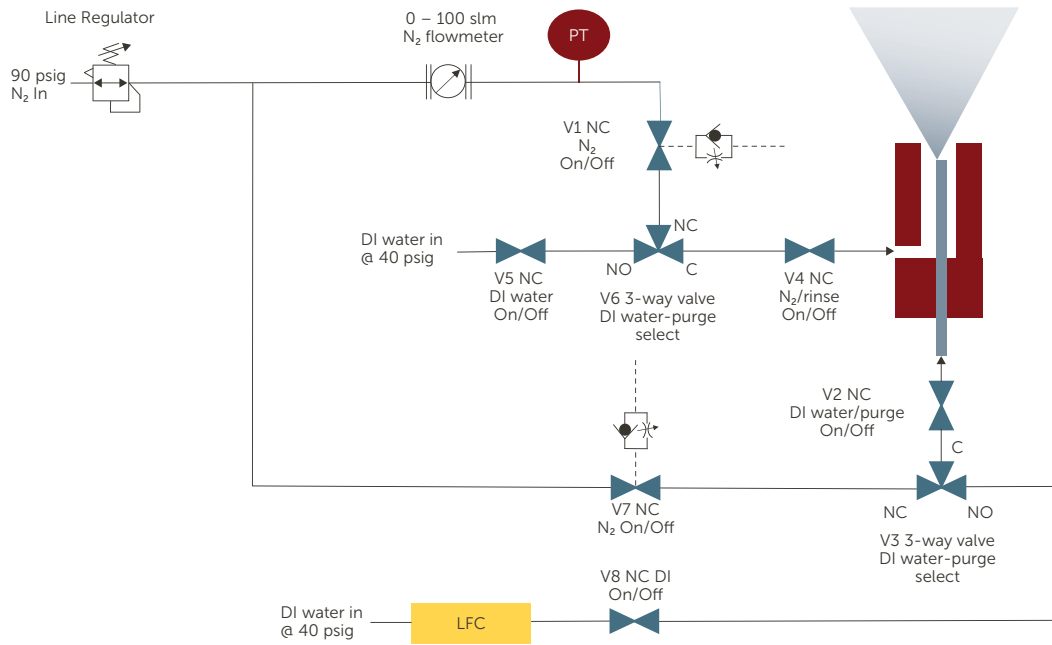 Line Regulator
90 psig
N₂ In
0 – 100 slm
N₂ flowmeter
PT
V1 NC
N₂
On/Off
DI water in
@ 40 psig
V5 NC
DI water
On/Off
NC
NO
C
V6 3-way valve
DI water-purge
select
V4 NC
N₂/rinse
On/Off
V2 NC
DI water/purge
On/Off
C
NC
NO
V3 3-way valve
DI water-purge
select
V7 NC
N₂ On/Off
V8 NC DI
On/Off
DI water in
@ 40 psig
LFC